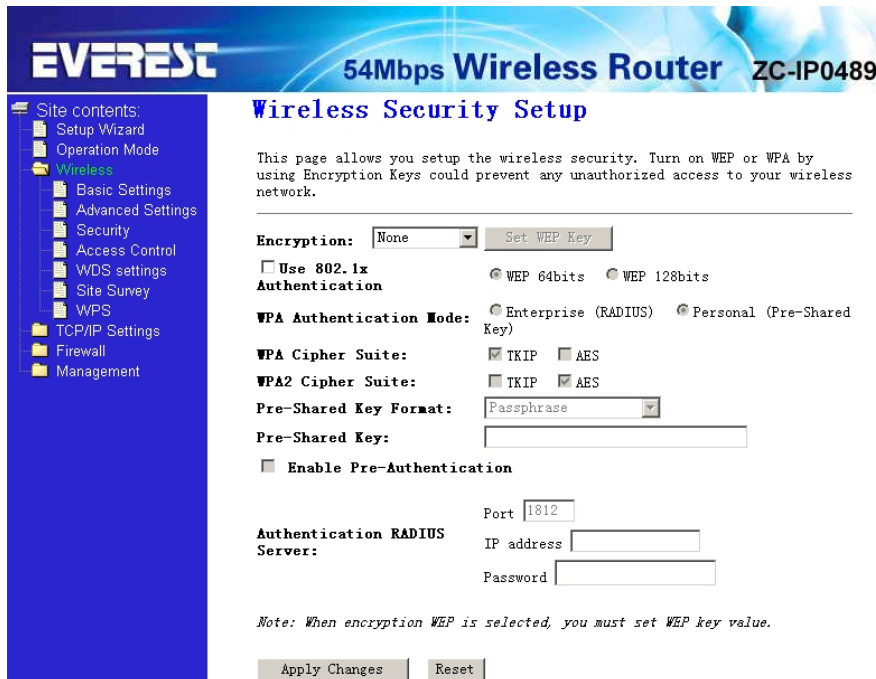 EVEREST
54Mbps Wireless Router ZC-IP0489
Site contents:
Setup Wizard
Operation Mode
Wireless
Basic Settings
Advanced Settings
Security
Access Control
WDS settings
Site Survey
WPS
TCP/IP Settings
Firewall
Management
Wireless Security Setup
This page allows you setup the wireless security. Turn on WEP or WPA by
using Encryption Keys could prevent any unauthorized access to your wireless
network.
Encryption: None Set WEP Key
Use 802.1x
Authentication
WEP 64bits WEP 128bits
WPA Authentication Mode:
Enterprise (RADIUS) Personal (Pre-Shared
Key)
WPA Cipher Suite: TKIP AES
WPA2 Cipher Suite: TKIP AES
Pre-Shared Key Format: Passphrase
Pre-Shared Key:
Enable Pre-Authentication
Authentication RADIUS
Server:
Port 1812
IP address
Password
Note: When encryption WEP is selected, you must set WEP key value.
Apply Changes Reset